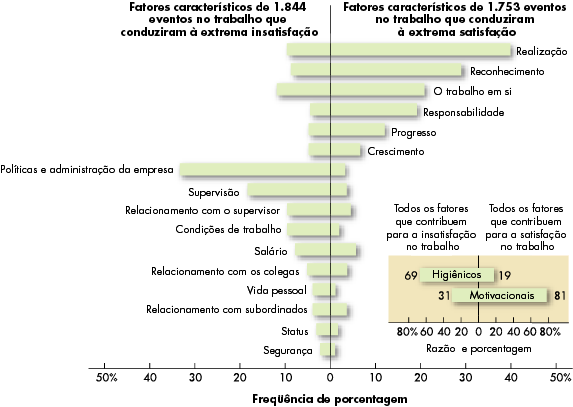 Fatores característicos de 1.844
eventos no trabalho que
conduziram à extrema insatisfação
Fatores característicos de 1.753 eventos
no trabalho que conduziram
à extrema satisfação
Realização
Reconhecimento
O trabalho em si
Responsabilidade
Progresso
Crescimento
Políticas e administração da empresa
Supervisão
Relacionamento com o supervisor
Condições de trabalho
Salário
Relacionamento com os colegas
Vida pessoal
Relacionamento com subordinados
Status
Segurança
Todos os fatores
que contribuem
para a insatisfação
no trabalho
Todos os fatores
que contribuem
para a satisfação
no trabalho
69 Higiênicos 19
31 Motivacionais 81
80% 60 40 20 0 20 40 60 80%
Razão e porcentagem
50% 40 30 20 10 0 10 20 30 40 50%
Freqüência de porcentagem